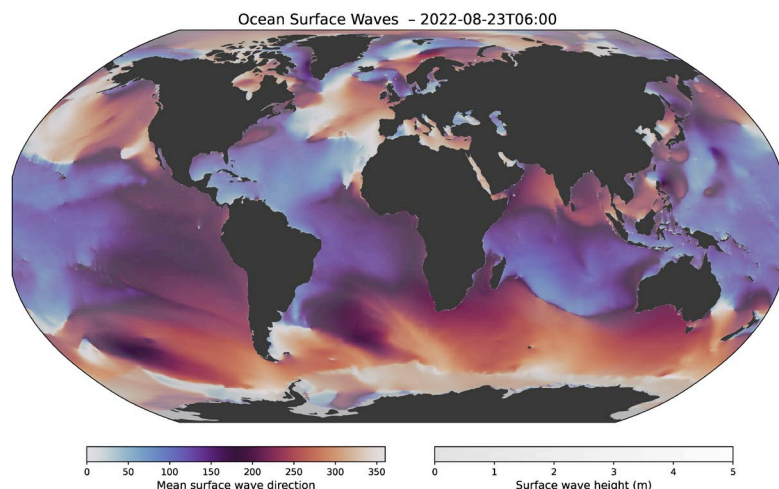 Ocean Surface Waves – 2022-08-23T06:00
0 50 100 150 200 250 300 350
Mean surface wave direction
0 1 2 3 4 5
Surface wave height (m)